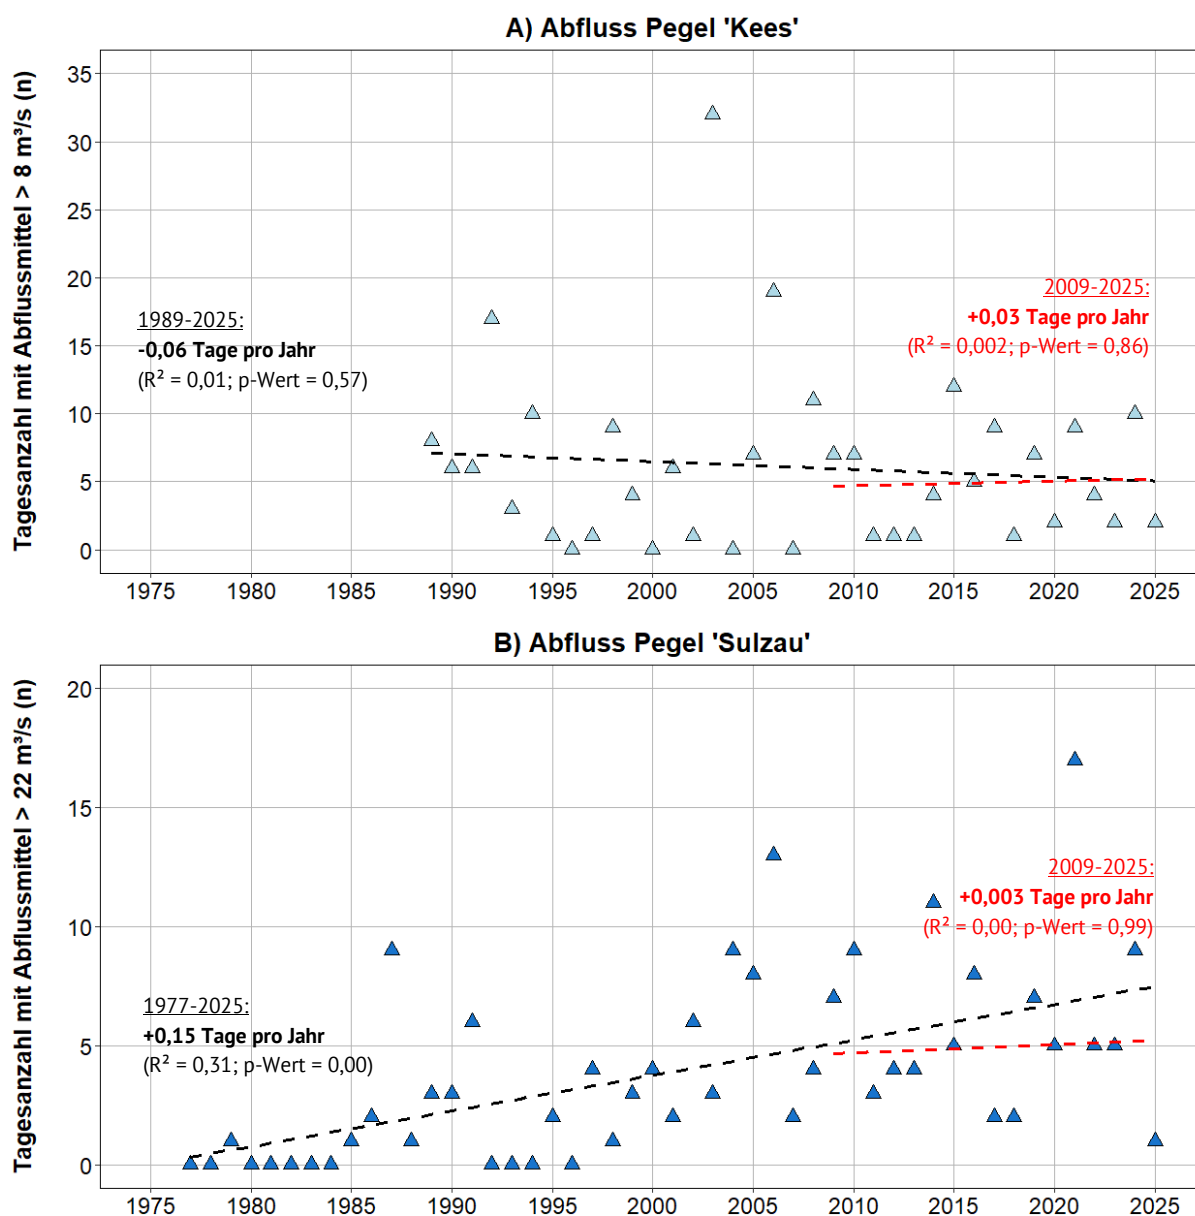 A) Abfluss Pegel 'Kees'
Tagesanzahl mit Abflussmittel > 8 m³/s (n)
35
30
25
20
15
10
5
0
1989-2025:
-0,06 Tage pro Jahr
(R² = 0,01; p-Wert = 0,57)
2009-2025:
+0,03 Tage pro Jahr
(R² = 0,002; p-Wert = 0,86)
1975 1980 1985 1990 1995 2000 2005 2010 2015 2020 2025
B) Abfluss Pegel 'Sulzau'
Tagesanzahl mit Abflussmittel > 22 m³/s (n)
20
15
10
5
0
1977-2025:
+0,15 Tage pro Jahr
(R² = 0,31; p-Wert = 0,00)
2009-2025:
+0,003 Tage pro Jahr
(R² = 0,00; p-Wert = 0,99)
1975 1980 1985 1990 1995 2000 2005 2010 2015 2020 2025